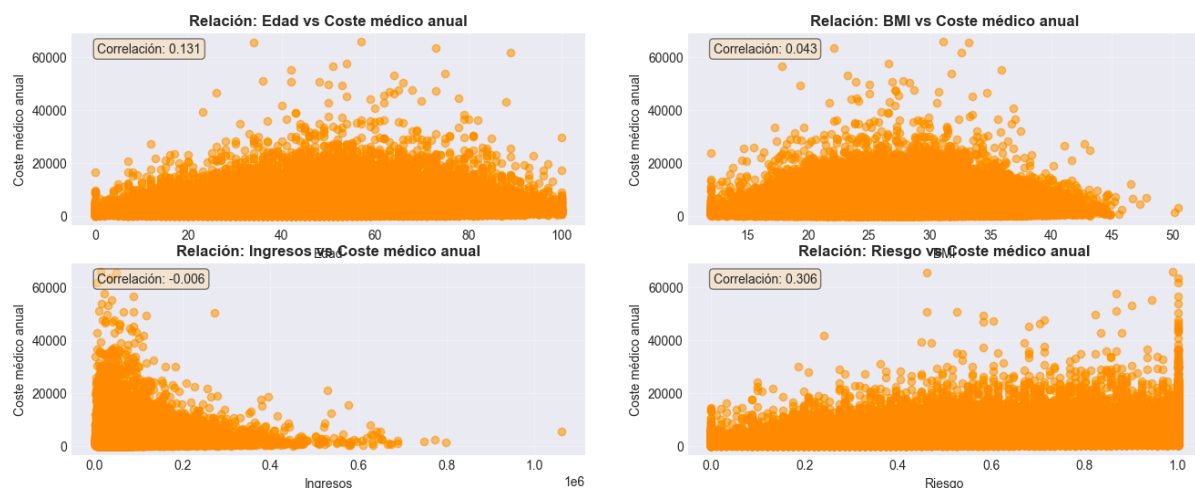 Relación: Edad vs Coste médico anual
Correlación: 0.131
Coste médico anual
60000
40000
20000
0
0
20
40
60
80
100
Edad
Relación: BMI vs Coste médico anual
Correlación: 0.043
Coste médico anual
60000
40000
20000
0
15
20
25
30
35
40
45
50
BMI
Relación: Ingresos vs Coste médico anual
Correlación: -0.006
Coste médico anual
60000
40000
20000
0
0.0
0.2
0.4
0.6
0.8
1.0
1e6
Ingresos
Relación: Riesgo vs Coste médico anual
Correlación: 0.306
Coste médico anual
60000
40000
20000
0
0.0
0.2
0.4
0.6
0.8
1.0
Riesgo